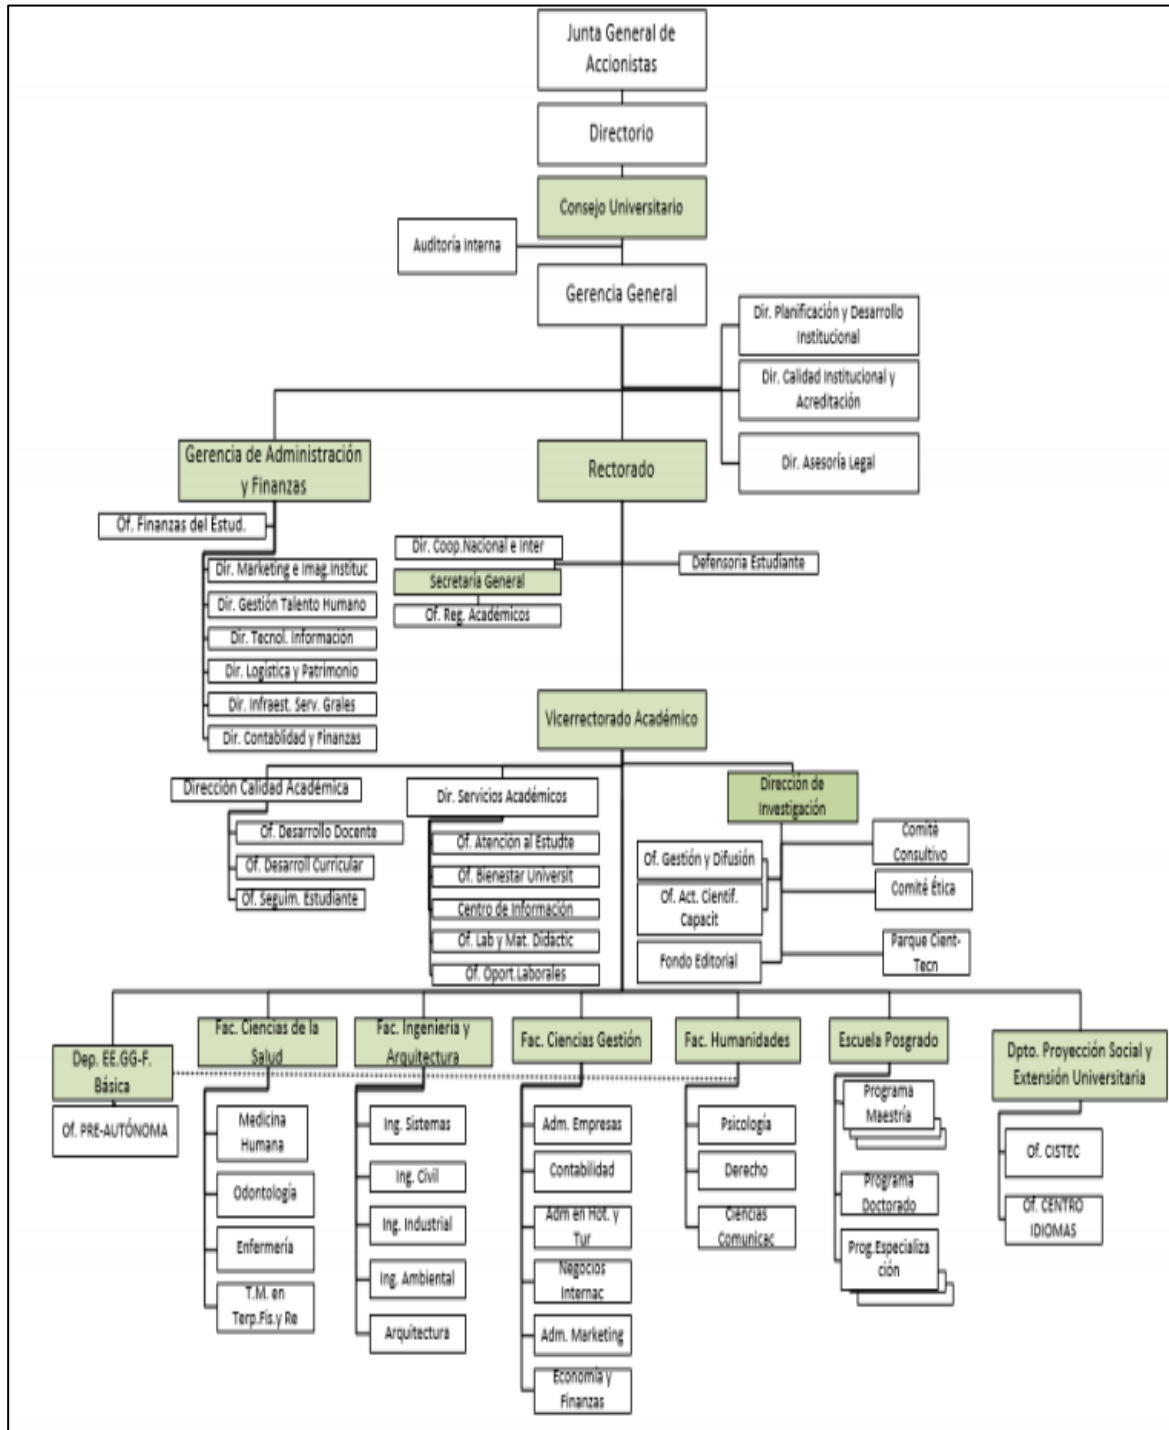 Junta General de
Accionistas
Directorio
Consejo Universitario
Auditoría Interna
Gerencia General
Dir. Planificación y Desarrollo
Institucional
Dir. Calidad Institucional y
Acreditación
Dir. Asesoría Legal
Gerencia de Administración
y Finanzas
Rectorado
Of. Finanzas del Estud.
Dir. Marketing e Imag.Instituc
Dir. Gestión Talento Humano
Dir. Tecnol. Información
Dir. Logística y Patrimonio
Dir. Infraest. Serv. Grales
Dir. Contablidad y Finanzas
Dir. Coop.Nacional e Inter
Secretaría General
Of. Reg. Académicos
Defensoria Estudiante
Vicerrectorado Académico
Dirección Calidad Académica
Of. Desarrollo Docente
Of. Desarroll Curricular
Of. Seguim. Estudiante
Dir. Servicios Académicos
Of. Atención al Estudte
Of. Bienestar Universit
Centro de Información
Of. Lab y Mat. Didactic
Of. Oport.Laborales
Dirección de
Investigación
Of. Gestión y Difusión
Of. Act. Cientif.
Capacit
Fondo Editorial
Comité
Consultivo
Comité Ética
Parque Cient-
Tecn
Dep. EE.GG-F.
Básica
Of. PRE-AUTÓNOMA
Fac. Ciencias de la
Salud
Medicina
Humana
Odontología
Enfermería
T.M. en
Terp.Fis.y Re
Fac. Ingenieria y
Arquitectura
Ing. Sistemas
Ing. Civil
Ing. Industrial
Ing. Ambiental
Arquitectura
Fac. Ciencias Gestión
Adm. Empresas
Contabilidad
Adm en Hot. y
Tur
Negocios
Internac
Adm. Marketing
Economía y
Finanzas
Fac. Humanidades
Psicología
Derecho
Ciencias
Comunicac
Escuela Posgrado
Programa
Maestría
Programa
Doctorado
Prog.Especializa
ción
Dpto. Proyección Social y
Extensión Universitaria
Of. CISTEC
Of. CENTRO
IDIOMAS